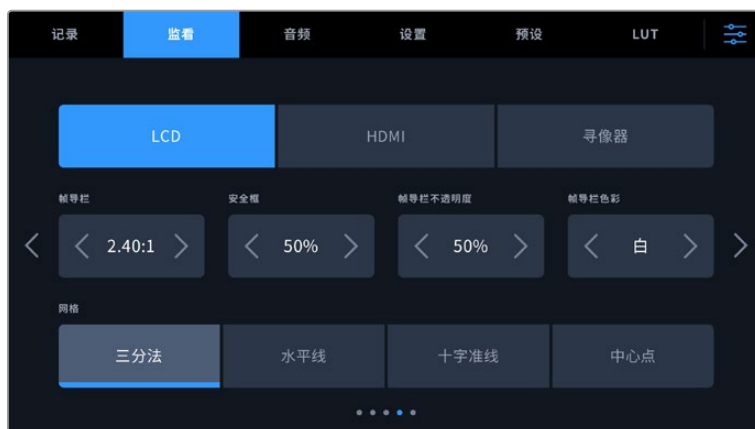 记录 监看 音频 设置 预设 LUT
LCD HDMI 寻像器
帧导栏 安全框 帧导栏不透明度 帧导栏色彩
2.40:1 50% 50% 白
网格
三分法 水平线 十字准线 中心点